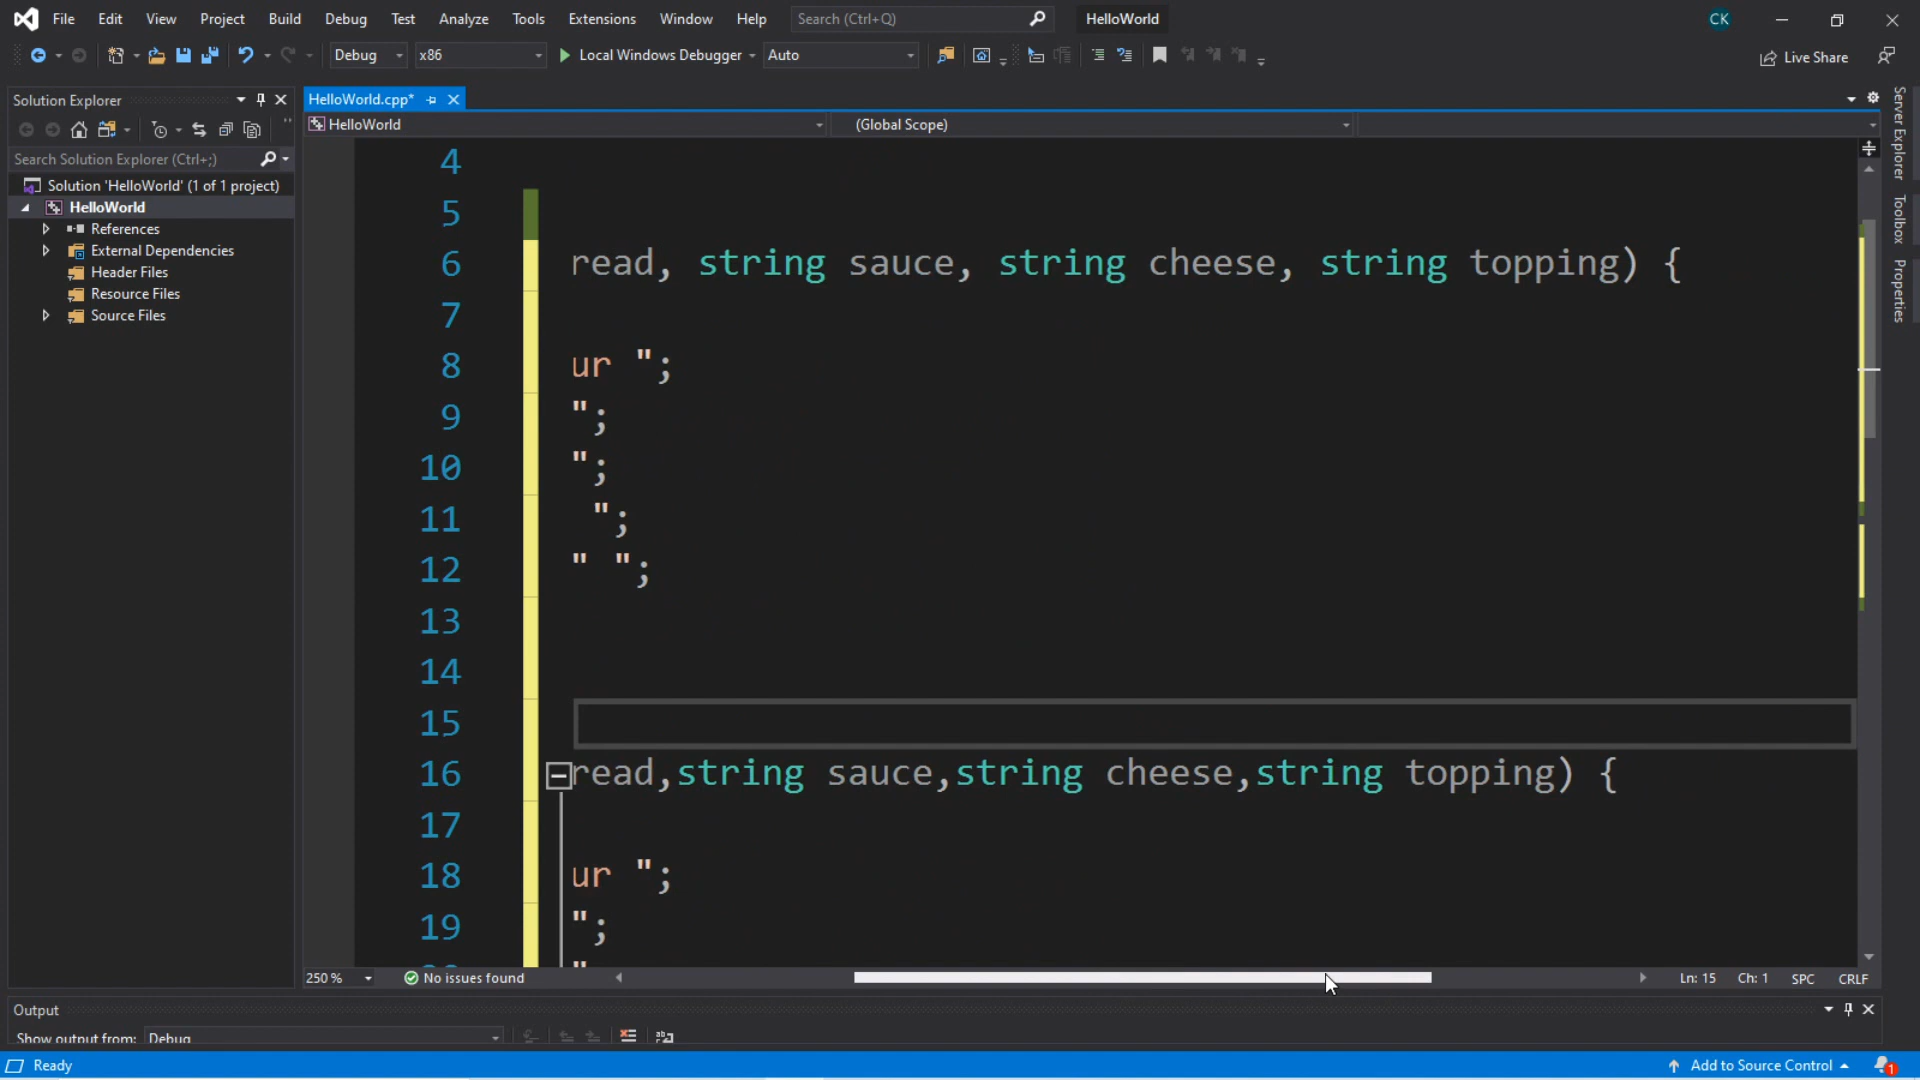 File Edit View Project Build Debug Test Analyze Tools Extensions Window Help Search (Ctrl+Q) HelloWorld CK
Debug x86 Local Windows Debugger Auto Live Share
Solution Explorer
Search Solution Explorer (Ctrl+;)
Solution 'HelloWorld' (1 of 1 project)
HelloWorld
References
External Dependencies
Header Files
Resource Files
Source Files
HelloWorld.cpp*
HelloWorld (Global Scope)
4
5
6 read, string sauce, string cheese, string topping) {
7
8 ur ";
9 ";
10 ";
11 ";
12 " ";
13
14
15
16 read,string sauce,string cheese,string topping) {
17
18 ur ";
19 ";
"
250 % No issues found Ln: 15 Ch: 1 SPC CRLF
Server Explorer
Toolbox
Properties
Output
Show output from: Debug
Ready Add to Source Control 1